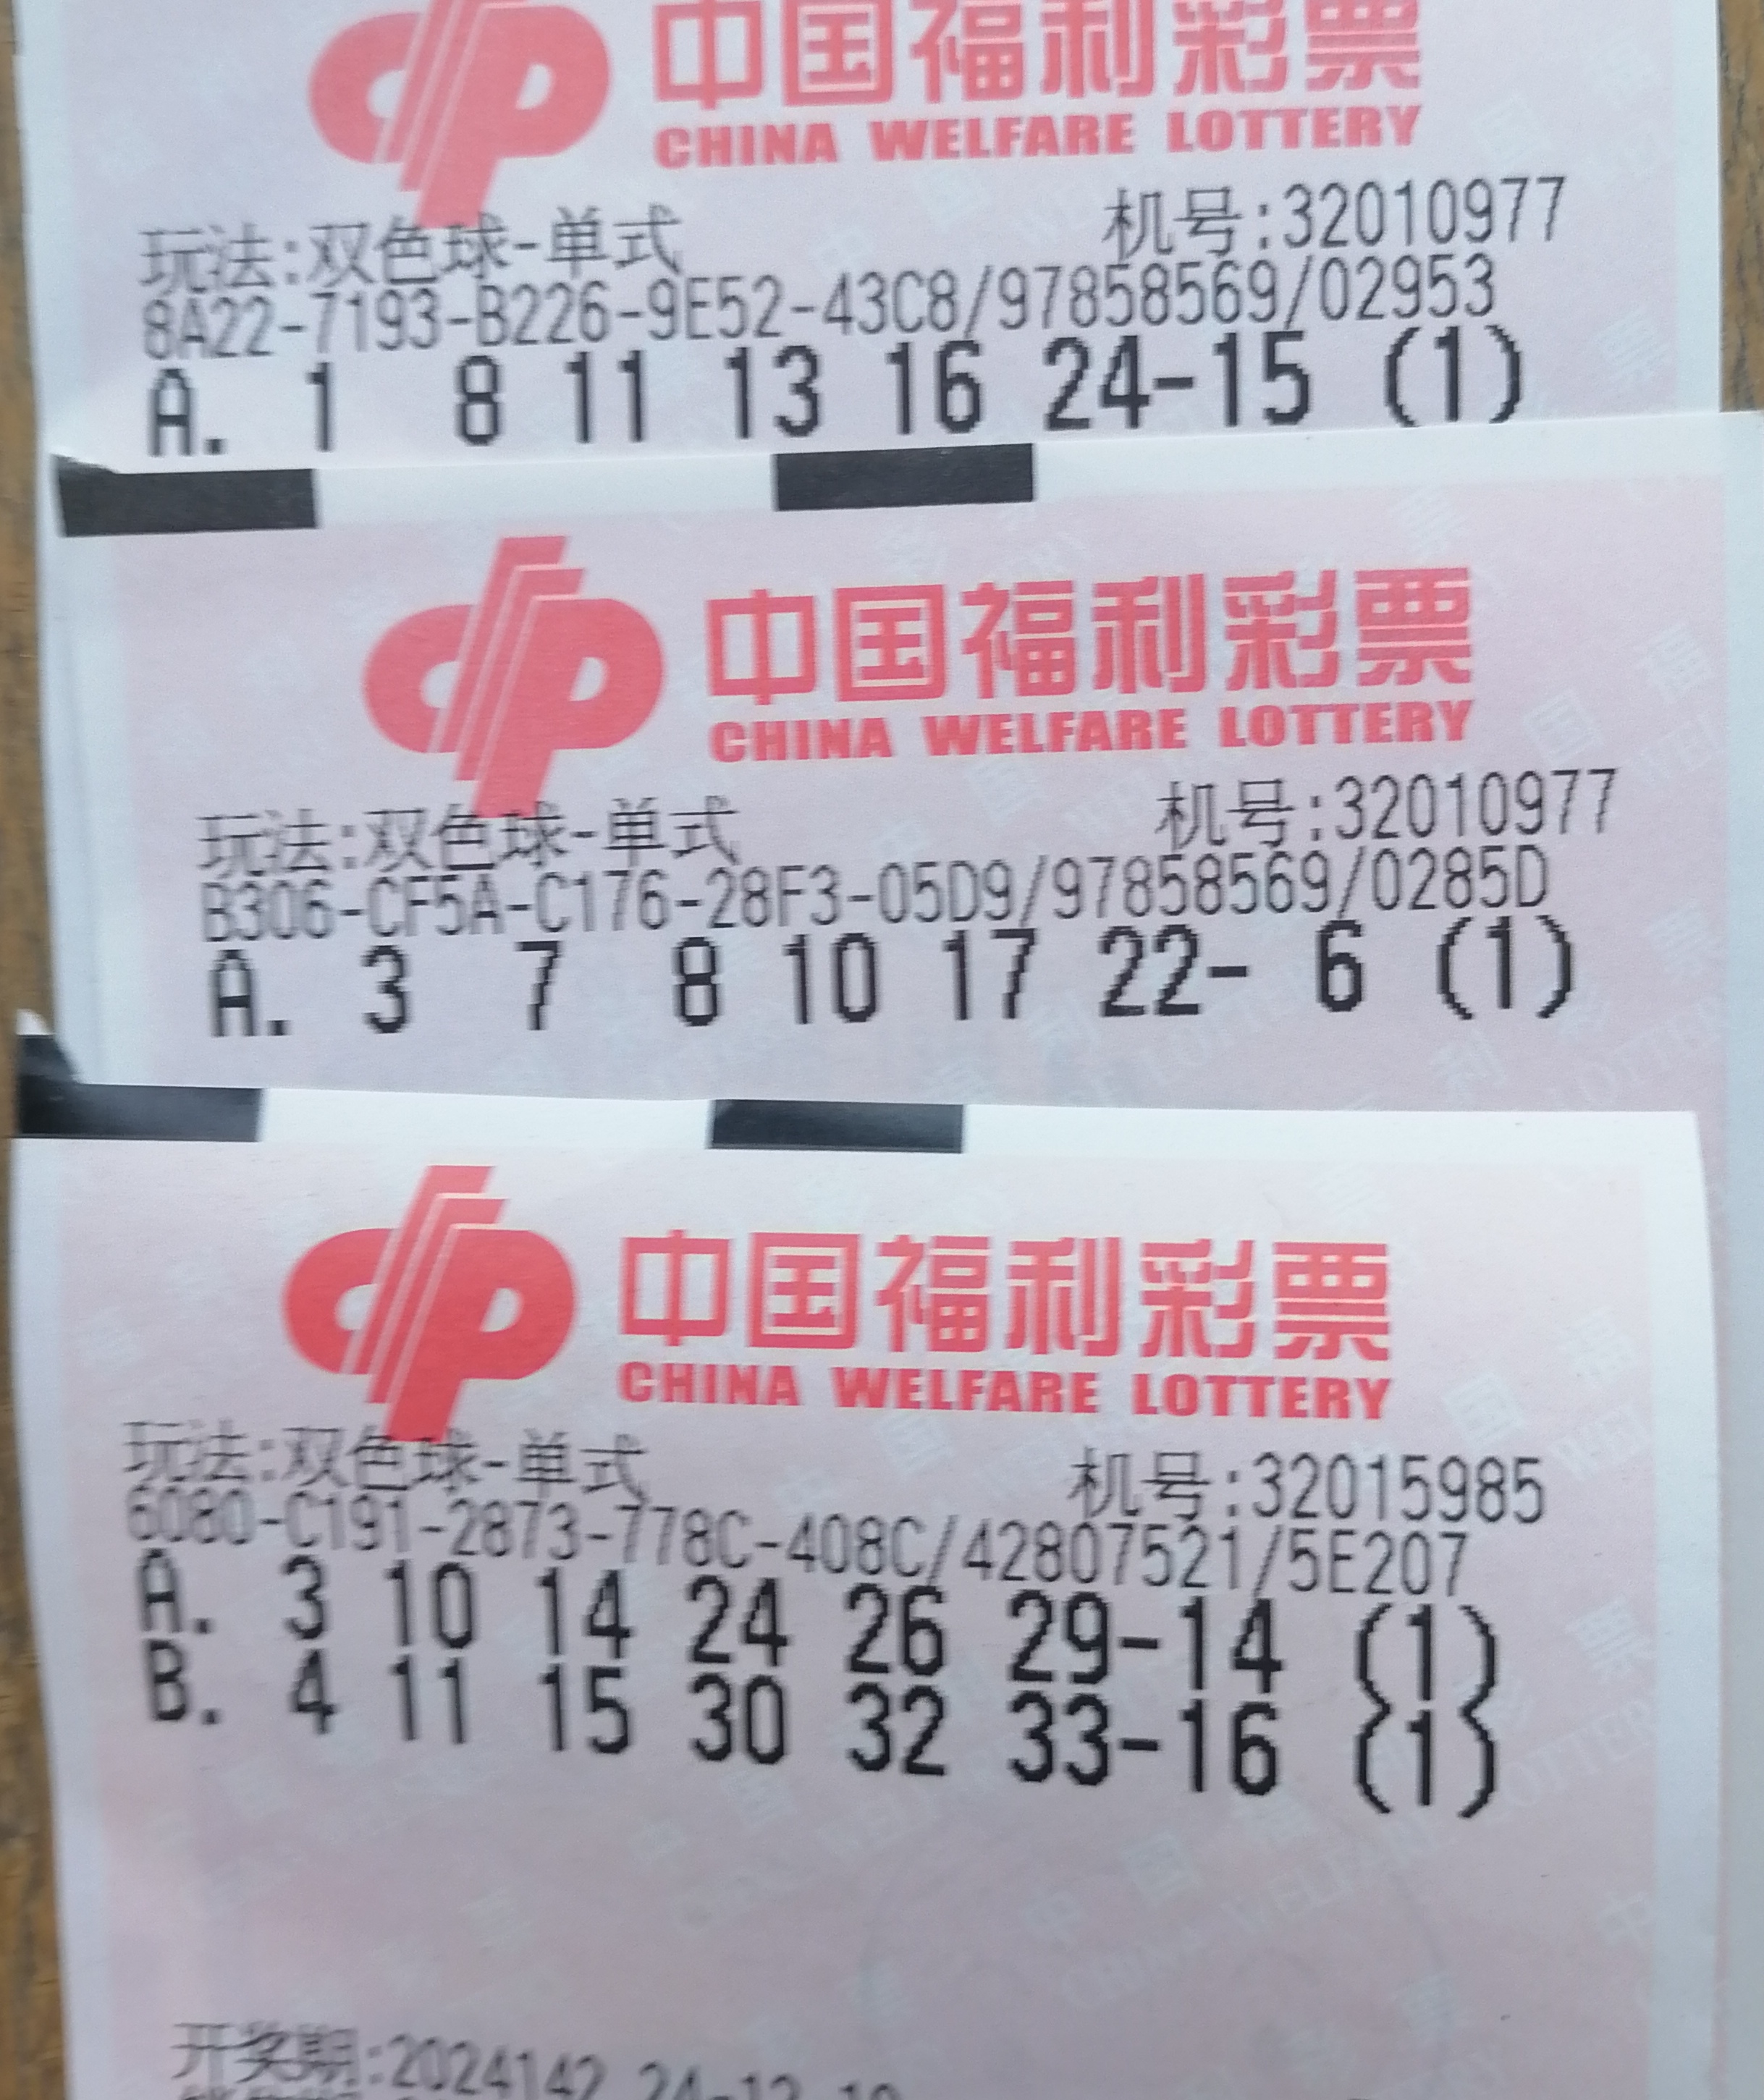 中国福利彩票
CHINA WELFARE LOTTERY
玩法:双色球-单式 机号:32010977
8A22-7193-B226-9E52-43C8/97858569/02953
A. 1 8 11 13 16 24-15 (1)
中国福利彩票
CHINA WELFARE LOTTERY
玩法:双色球-单式 机号:32010977
B306-CF5A-C176-28F3-05D9/97858569/0285D
A. 3 7 8 10 17 22- 6 (1)
中国福利彩票
CHINA WELFARE LOTTERY
玩法:双色球-单式 机号:32015985
6080-C191-2873-778C-408C/42807521/5E207
A. 3 10 14 24 26 29-14 (1)
B. 4 11 15 30 32 33-16 (1)
开奖期:2024142 24-12-10